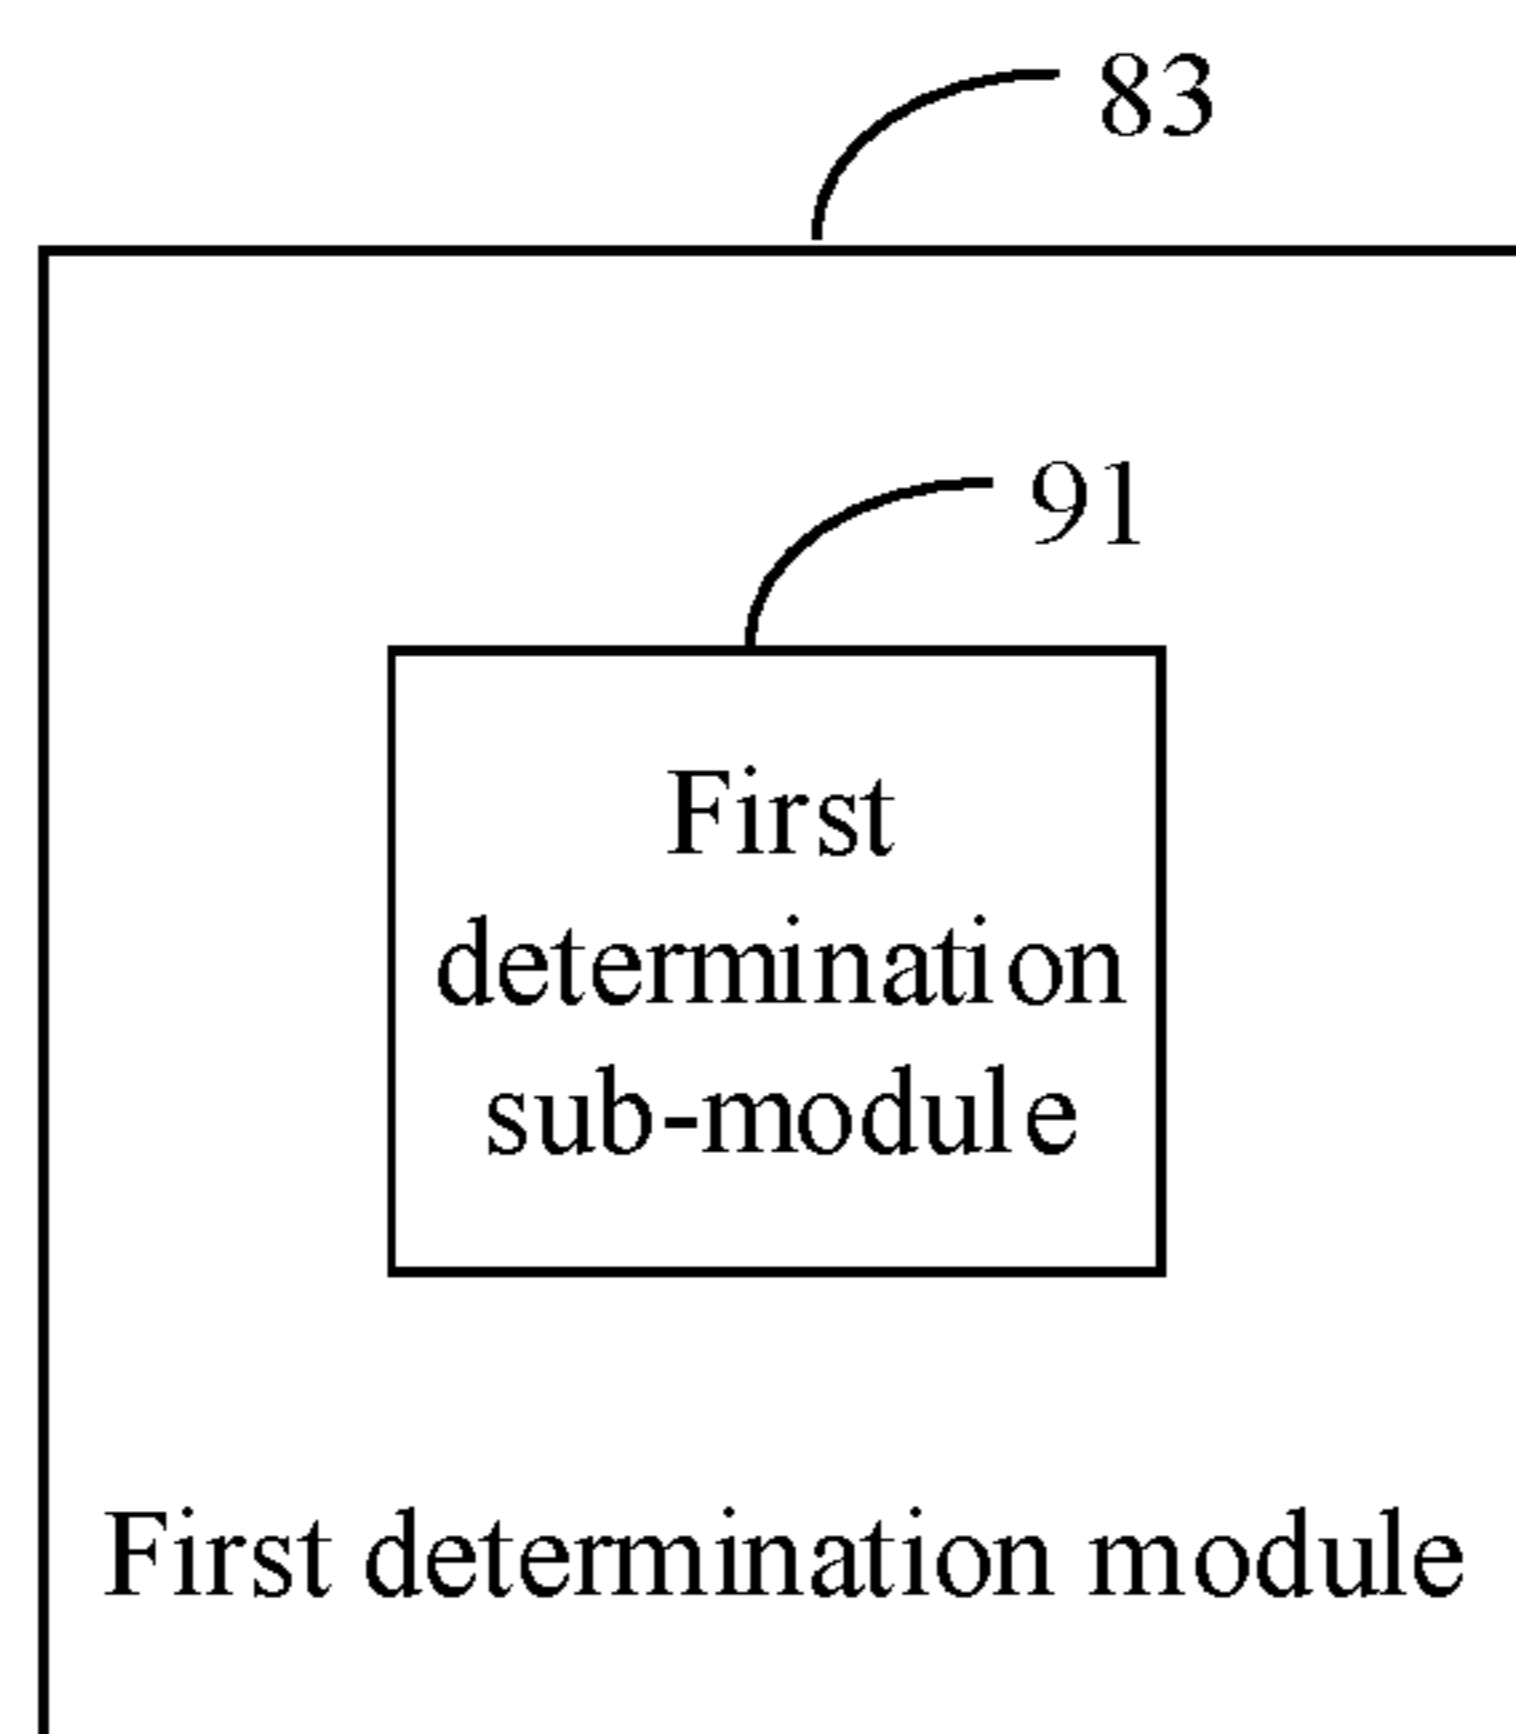 83
91
First
determination
sub-module
First determination module